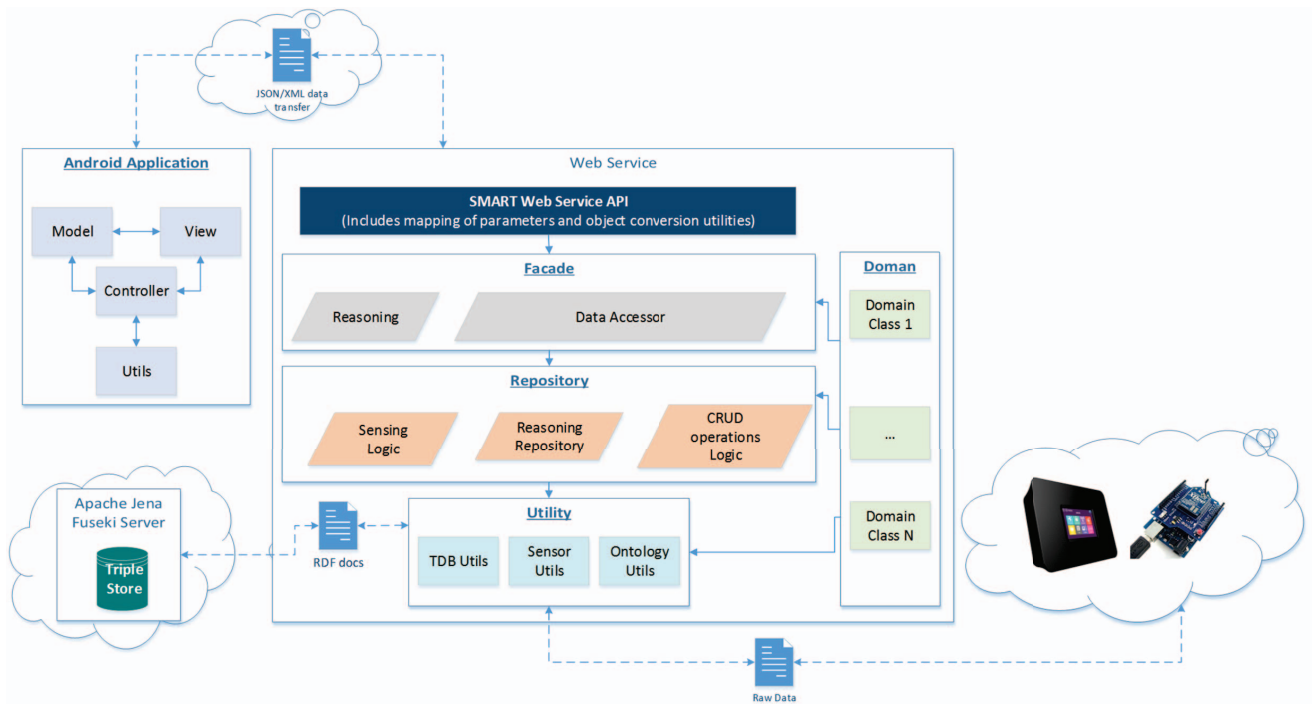 JSON/XML data
transfer
Android Application
Model
View
Controller
Utils
Web Service
SMART Web Service API
(Includes mapping of parameters and object conversion utilities)
Facade
Reasoning
Data Accessor
Doman
Domain
Class 1
...
Domain
Class N
Repository
Sensing
Logic
Reasoning
Repository
CRUD
operations
Logic
Utility
TDB Utils
Sensor
Utils
Ontology
Utils
Apache Jena
Fuseki Server
Triple
Store
RDF docs
Raw Data